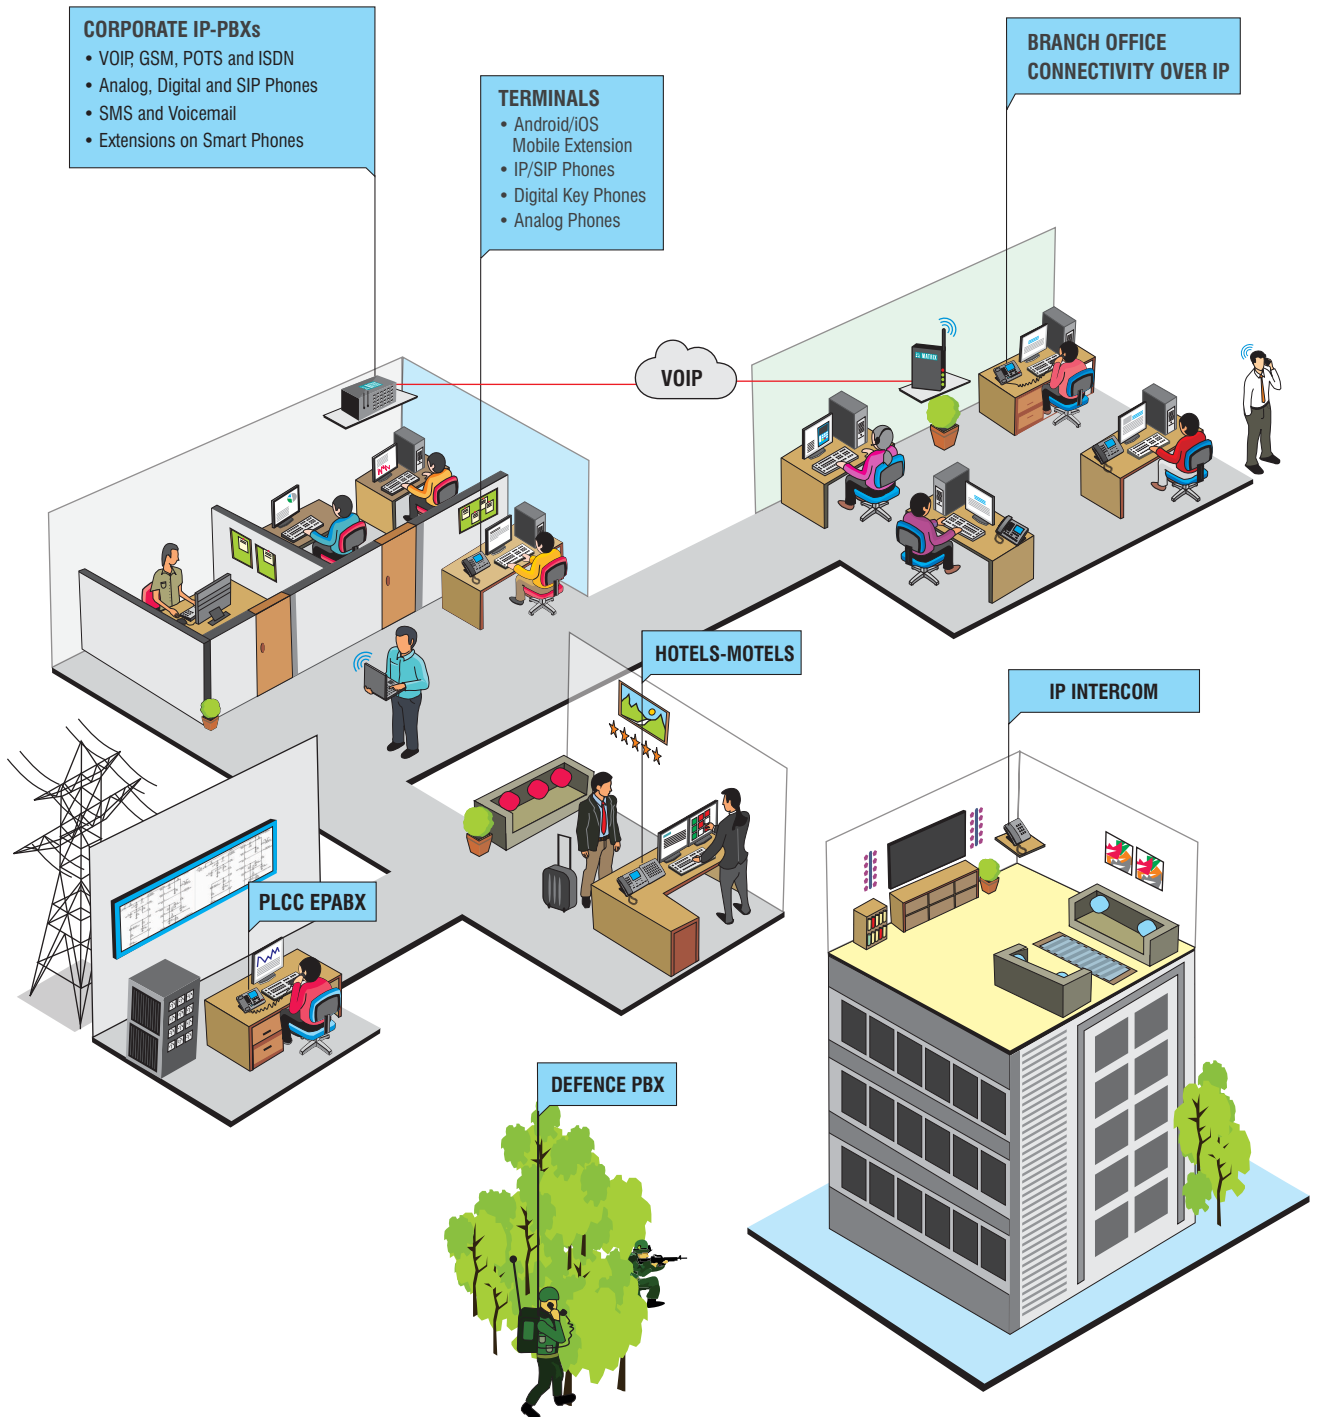 CORPORATE IP-PBXs
• VOIP, GSM, POTS and ISDN
• Analog, Digital and SIP Phones
• SMS and Voicemail
• Extensions on Smart Phones
TERMINALS
• Android/iOS
Mobile Extension
• IP/SIP Phones
• Digital Key Phones
• Analog Phones
BRANCH OFFICE
CONNECTIVITY OVER IP
VOIP
MATRIX
HOTELS-MOTELS
IP INTERCOM
PLCC EPABX
DEFENCE PBX